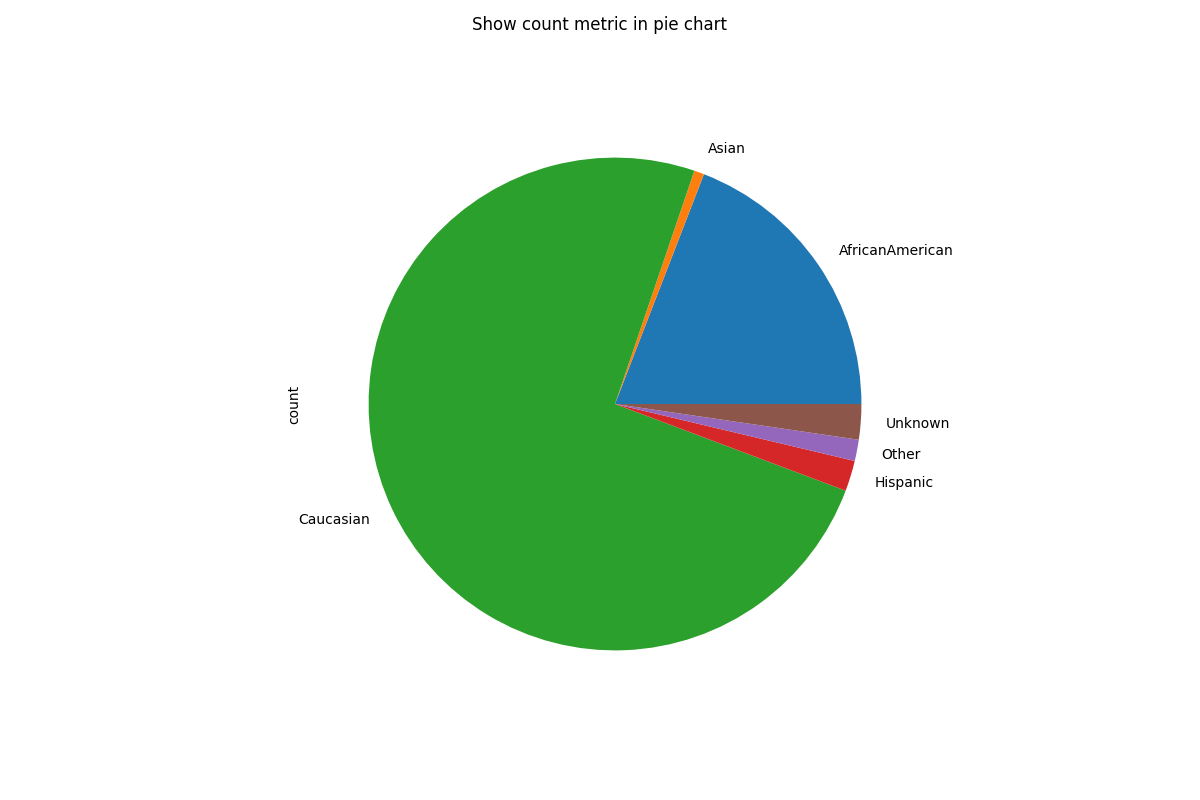 Show count metric in pie chart
Asian
AfricanAmerican
count
Unknown
Other
Hispanic
Caucasian